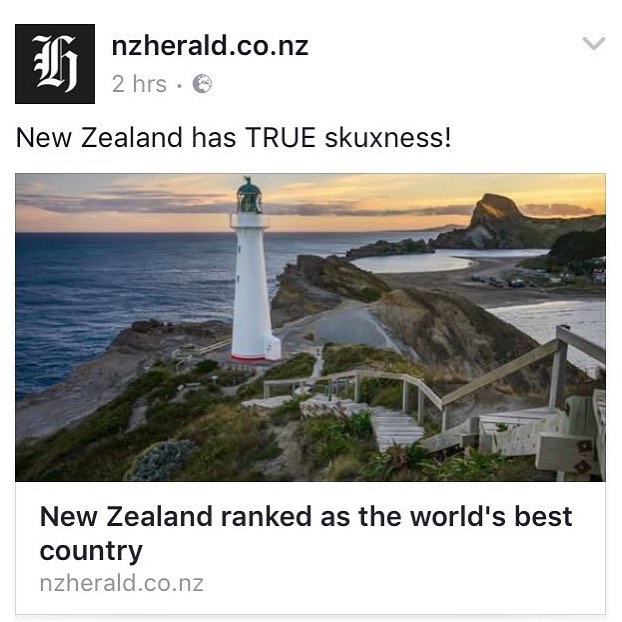 nzherald.co.nz
2 hrs ·
New Zealand has TRUE skuxness!
New Zealand ranked as the world's best
country
nzherald.co.nz